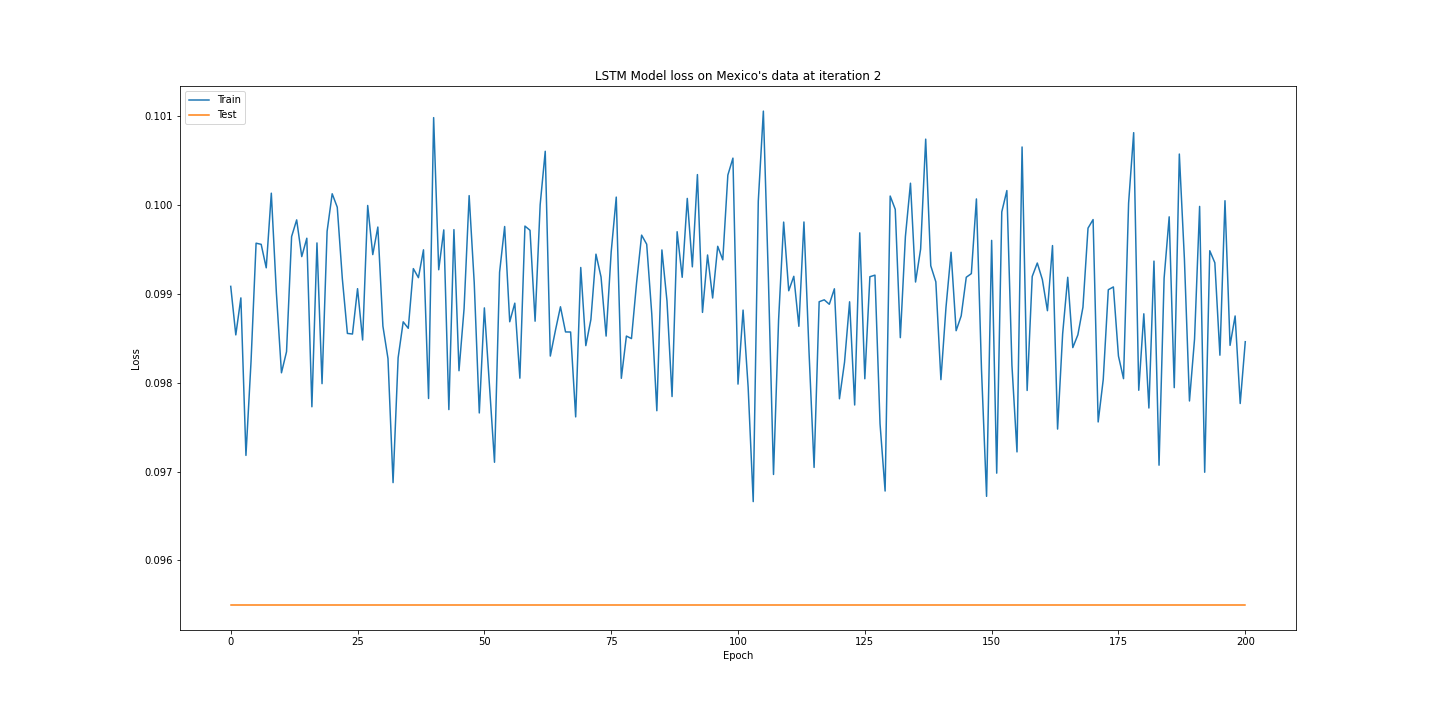 LSTM Model loss on Mexico's data at iteration 2
Train
Test
0.101
0.100
0.099
0.098
0.097
0.096
Loss
0 25 50 75 100 125 150 175 200
Epoch